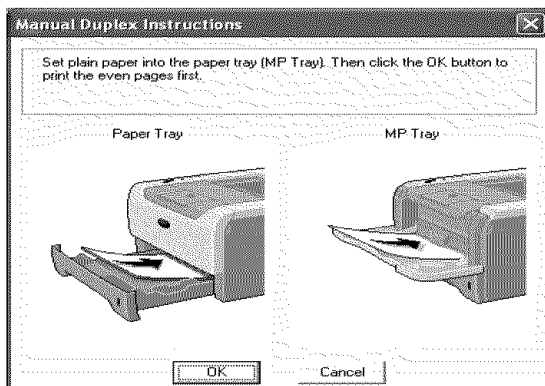 Manual Duplex Instructions
Set plain paper into the paper tray (MP Tray). Then click the OK button to
print the even pages first.
Paper Tray
MP Tray
OK
Cancel